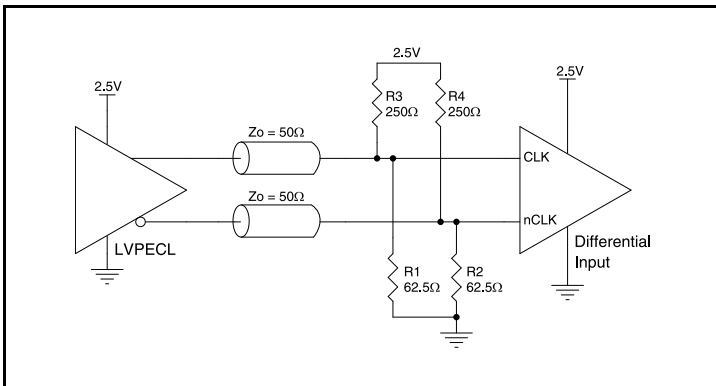 2.5V
2.5V
2.5V
R3
250Ω
R4
250Ω
Zo = 50Ω
CLK
Zo = 50Ω
nCLK
LVPECL
Differential
Input
R1
62.5Ω
R2
62.5Ω